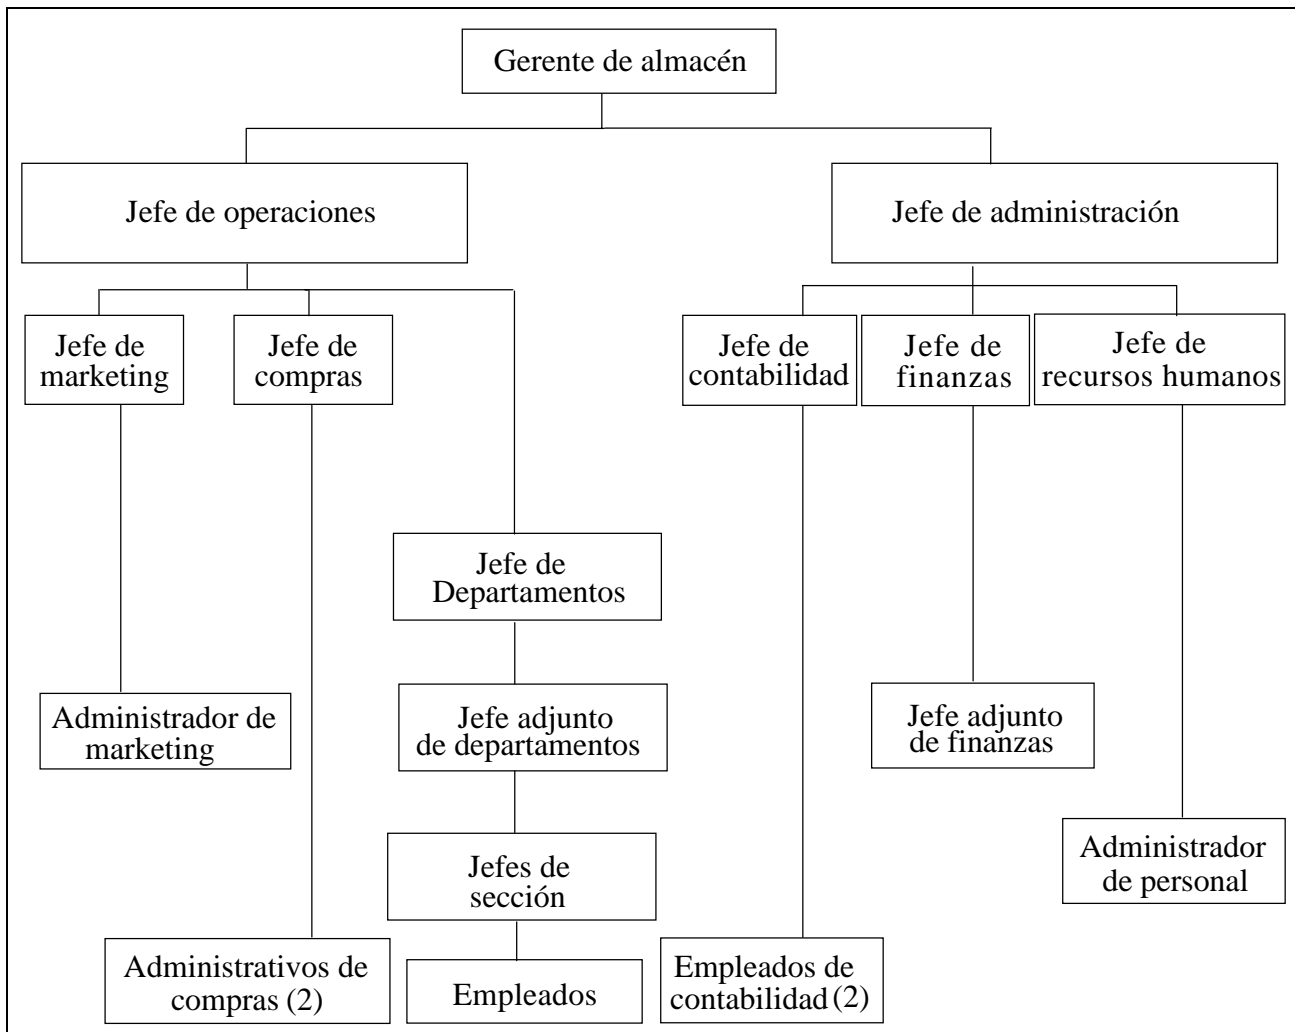 Gerente de almacén
Jefe de operaciones
Jefe de administración
Jefe de
marketing
Jefe de
compras
Jefe de
contabilidad
Jefe de
finanzas
Jefe de
recursos humanos
Jefe de
Departamentos
Administrador de
marketing
Jefe adjunto
de departamentos
Jefe adjunto
de finanzas
Jefes de
sección
Administrador
de personal
Administrativos de
compras (2)
Empleados
Empleados de
contabilidad (2)